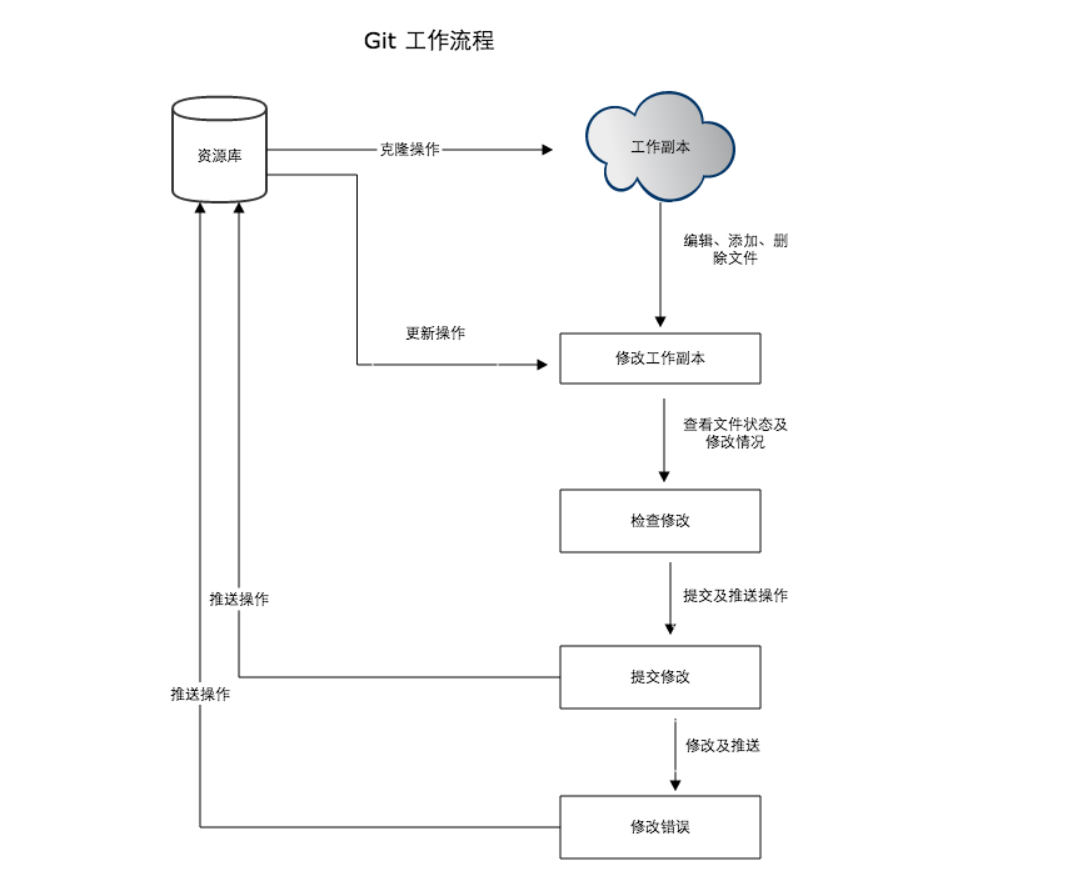 Git 工作流程
资源库
克隆操作
工作副本
编辑、添加、删
除文件
更新操作
修改工作副本
查看文件状态及
修改情况
检查修改
推送操作
提交及推送操作
提交修改
推送操作
修改及推送
修改错误